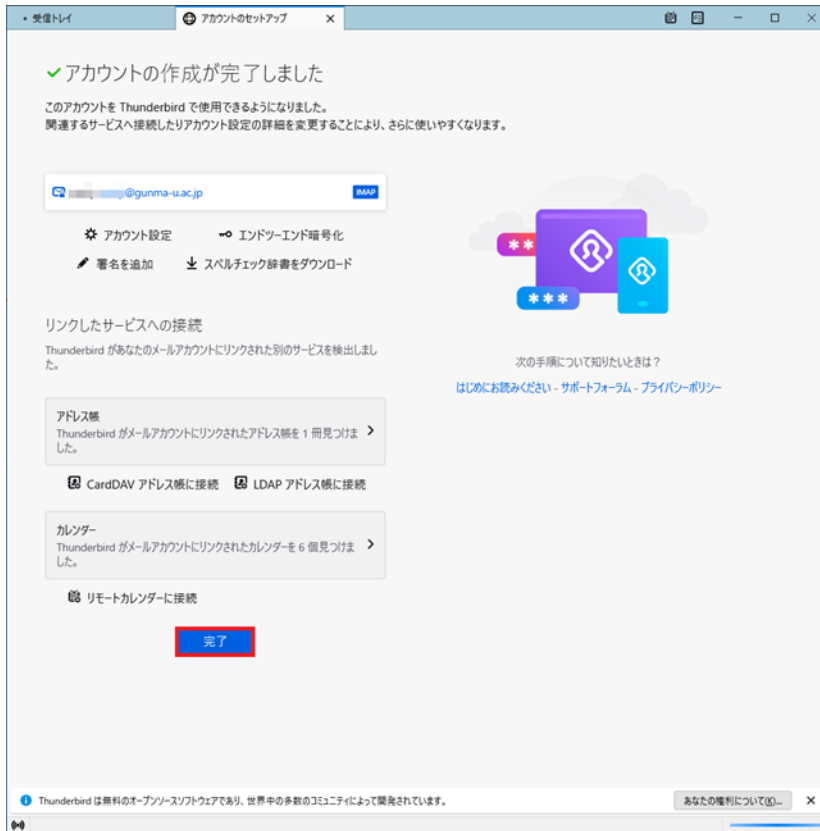 受信トレイ
アカウントのセットアップ
アカウントの作成が完了しました
このアカウントを Thunderbird で使用できるようになりました。
関連するサービスへ接続したりアカウント設定の詳細を変更することにより、さらに使いやすくなります。
@gunma-u.ac.jp
IMAP
アカウント設定 エンドツーエンド暗号化
署名を追加 スペルチェック辞書をダウンロード
リンクしたサービスへの接続
Thunderbird があなたのメールアカウントにリンクされた別のサービスを検出しまし
た。
アドレス帳
Thunderbird がメールアカウントにリンクされたアドレス帳を 1 冊見つけま
した。
CardDAV アドレス帳に接続 LDAP アドレス帳に接続
カレンダー
Thunderbird がメールアカウントにリンクされたカレンダーを 6 個見つけま
した。
リモートカレンダーに接続
完了
***
***
次の手順について知りたいときは？
はじめにお読みください - サポートフォーラム - プライバシーポリシー
Thunderbird は無料のオープンソースソフトウェアであり、世界中の多数のコミュニティによって開発されています。
あなたの権利について(K)...